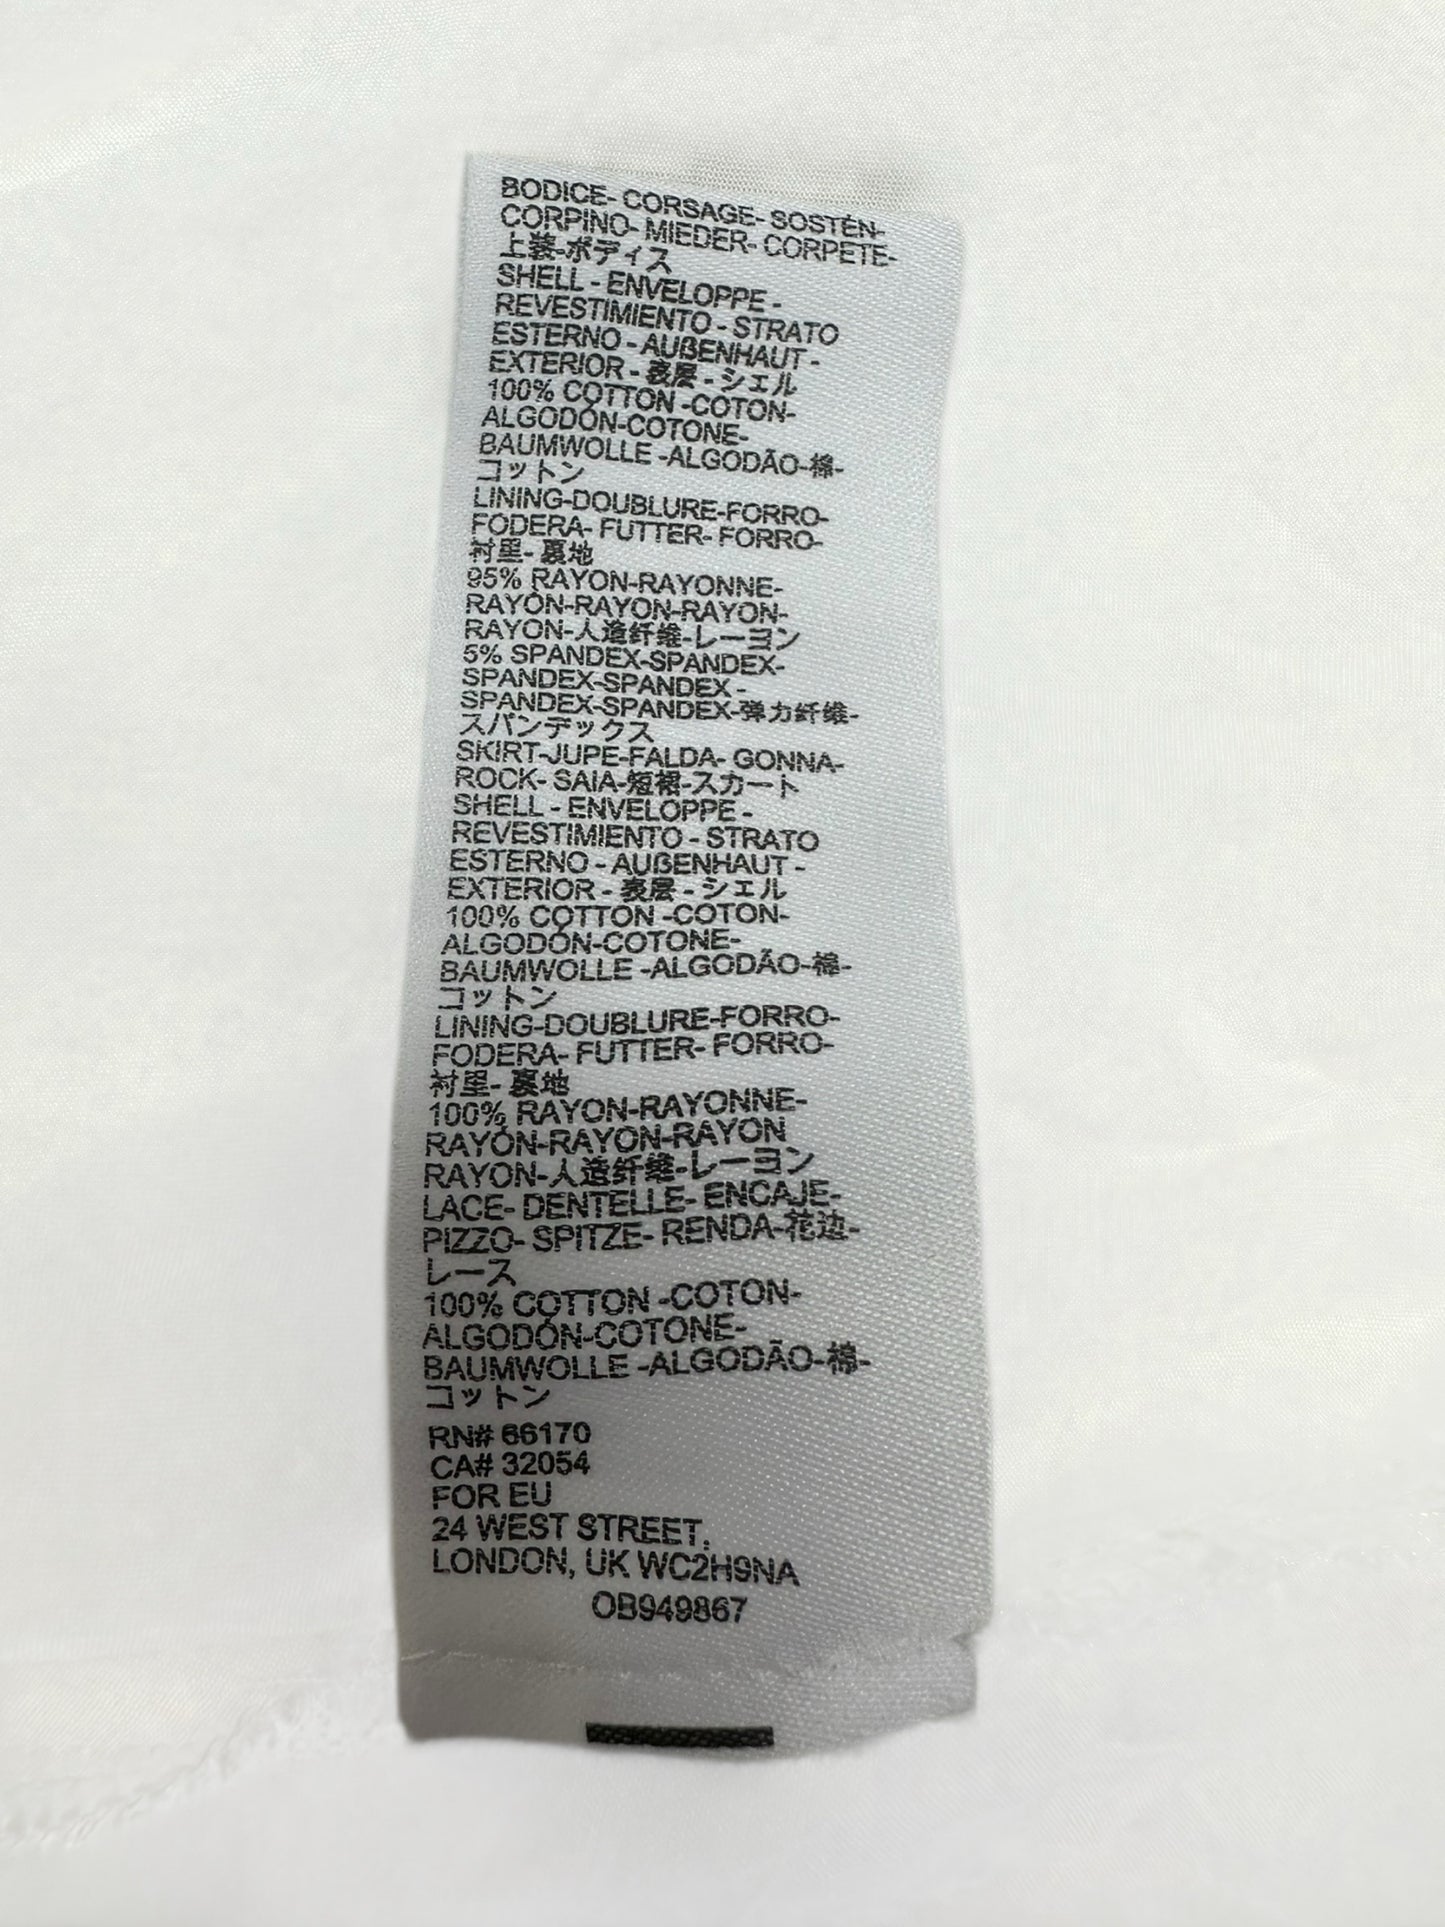 BODICE- CORSAGE- SOSTÉN-
CORPINO- MIEDER- CORPETE-
上装-ボディス
SHELL - ENVELOPPE -
REVESTIMIENTO - STRATO
ESTERNO - AUßENHAUT -
EXTERIOR - 表层 - シェル
100% COTTON -COTON-
ALGODÓN-COTONE-
BAUMWOLLE -ALGODÃO-棉-
コットン
LINING-DOUBLURE-FORRO-
FODERA- FUTTER- FORRO-
衬里- 裏地
95% RAYON-RAYONNE-
RAYÓN-RAYON-RAYON-
RAYON-人造纤维-レーヨン
5% SPANDEX-SPANDEX-
SPANDEX-SPANDEX -
SPANDEX-SPANDEX-弹力纤维-
スパンデックス
SKIRT-JUPE-FALDA- GONNA-
ROCK- SAIA-短裙-スカート
SHELL - ENVELOPPE -
REVESTIMIENTO - STRATO
ESTERNO - AUßENHAUT -
EXTERIOR - 表层 - シェル
100% COTTON -COTON-
ALGODÓN-COTONE-
BAUMWOLLE -ALGODÃO-棉-
コットン
LINING-DOUBLURE-FORRO-
FODERA- FUTTER- FORRO-
衬里- 裏地
100% RAYON-RAYONNE-
RAYÓN-RAYON-RAYON
RAYON-人造纤维-レーヨン
LACE- DENTELLE- ENCAJE-
PIZZO- SPITZE- RENDA-花边-
レース
100% COTTON -COTON-
ALGODÓN-COTONE-
BAUMWOLLE -ALGODÃO-棉-
コットン
RN# 66170
CA# 32054
FOR EU
24 WEST STREET,
LONDON, UK WC2H9NA
OB949867